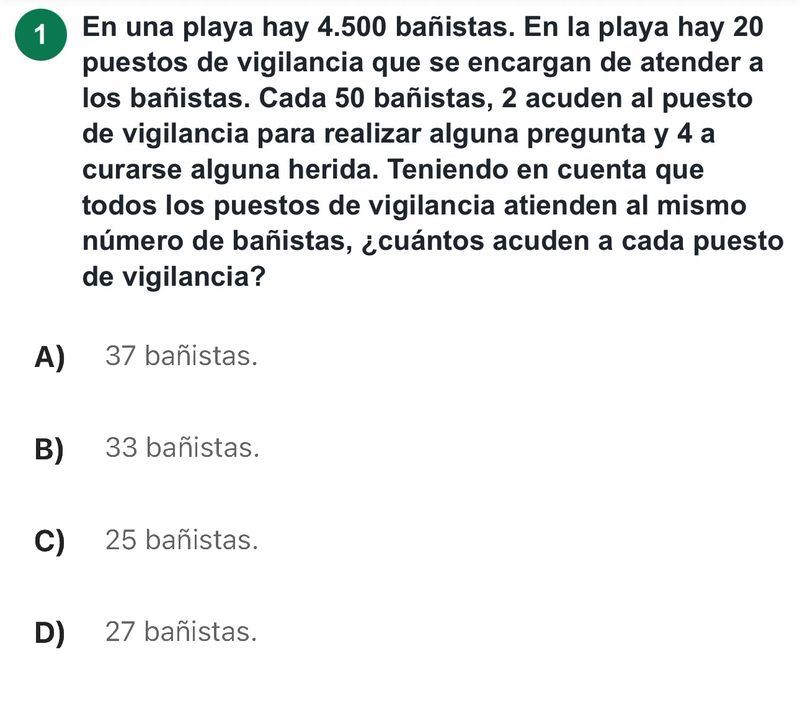 1 En una playa hay 4.500 bañistas. En la playa hay 20
puestos de vigilancia que se encargan de atender a
los bañistas. Cada 50 bañistas, 2 acuden al puesto
de vigilancia para realizar alguna pregunta y 4 a
curarse alguna herida. Teniendo en cuenta que
todos los puestos de vigilancia atienden al mismo
número de bañistas, ¿cuántos acuden a cada puesto
de vigilancia?
A) 37 bañistas.
B) 33 bañistas.
C) 25 bañistas.
D) 27 bañistas.